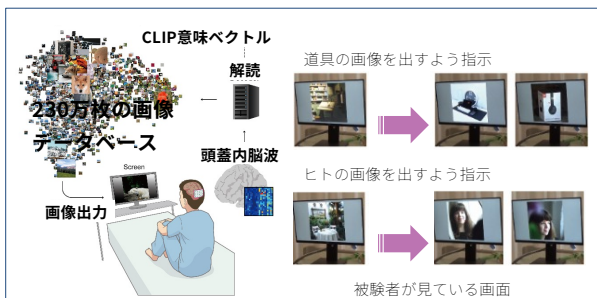 CLIP意味ベクトル
解読
230万枚の画像
データベース
頭蓋内脳波
Screen
画像出力
道具の画像を出すよう指示
ヒトの画像を出すよう指示
被験者が見ている画面